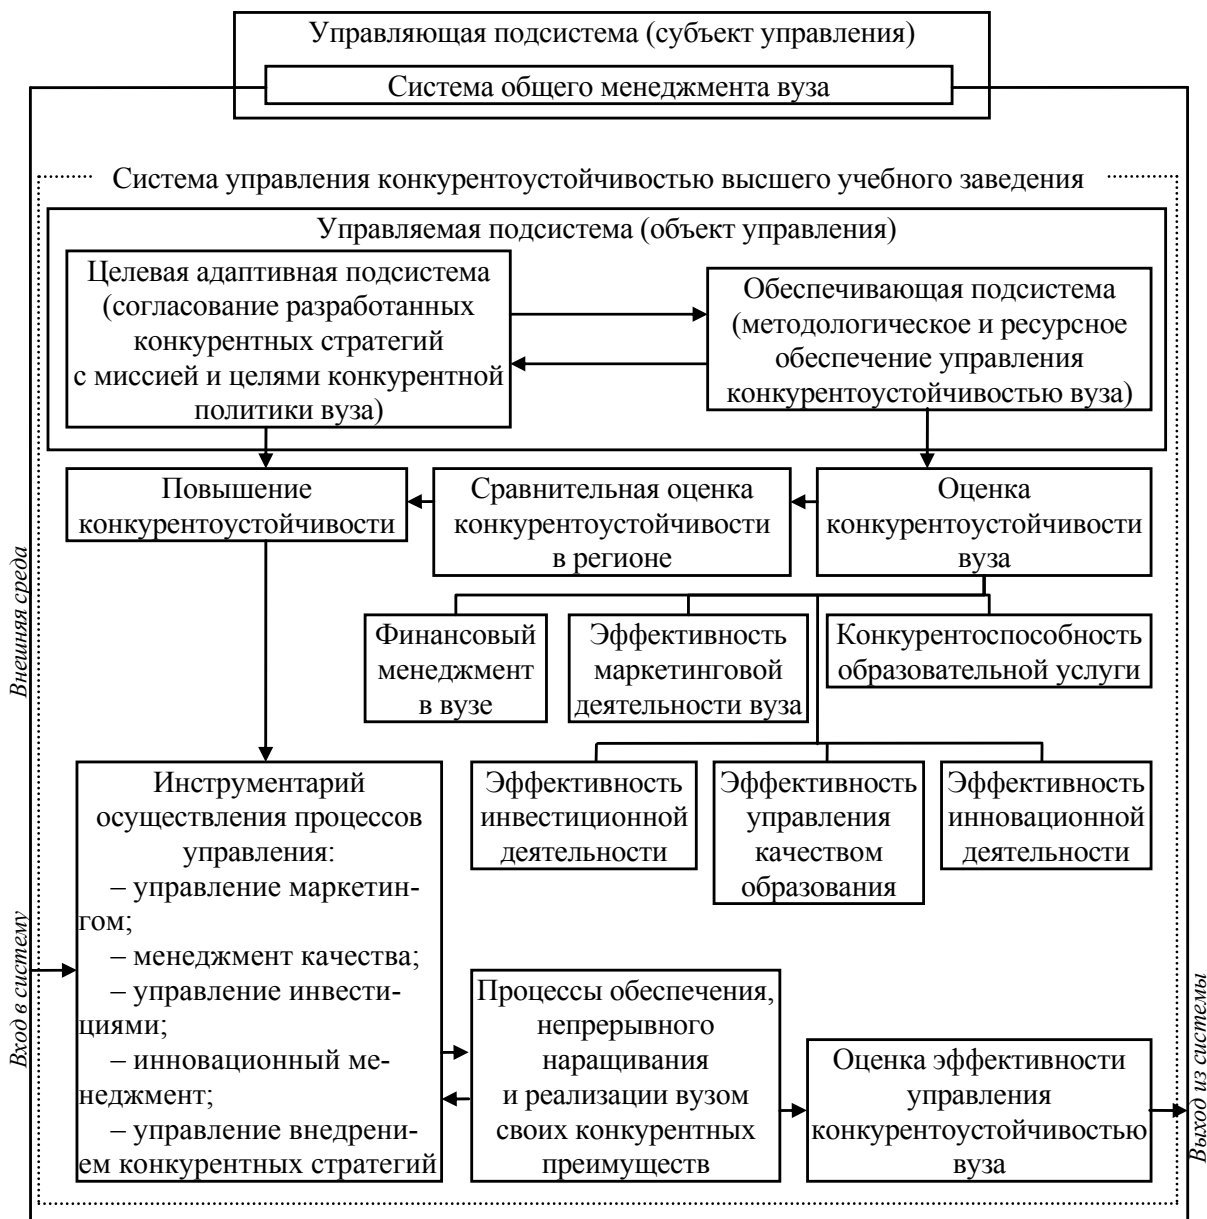 Управляющая подсистема (субъект управления)
Система общего менеджмента вуза
Система управления конкурентоустойчивостью высшего учебного заведения
Управляемая подсистема (объект управления)
Целевая адаптивная подсистема
(согласование разработанных
конкурентных стратегий
с миссией и целями конкурентной
политики вуза)
Обеспечивающая подсистема
(методологическое и ресурсное
обеспечение управления
конкурентоустойчивостью вуза)
Повышение
конкурентоустойчивости
Сравнительная оценка
конкурентоустойчивости
в регионе
Оценка
конкурентоустойчивости
вуза
Финансовый
менеджмент
в вузе
Эффективность
маркетинговой
деятельности вуза
Конкурентоспособность
образовательной услуги
Эффективность
инвестиционной
деятельности
Эффективность
управления
качеством
образования
Эффективность
инновационной
деятельности
Инструментарий
осуществления процессов
управления:
– управление маркетин-
гом;
– менеджмент качества;
– управление инвести-
циями;
– инновационный ме-
неджмент;
– управление внедрени-
ем конкурентных стратегий
Процессы обеспечения,
непрерывного
наращивания
и реализации вузом
своих конкурентных
преимуществ
Оценка эффективности
управления
конкурентоустойчивостью
вуза
Внешняя среда
Вход в систему
Выход из системы